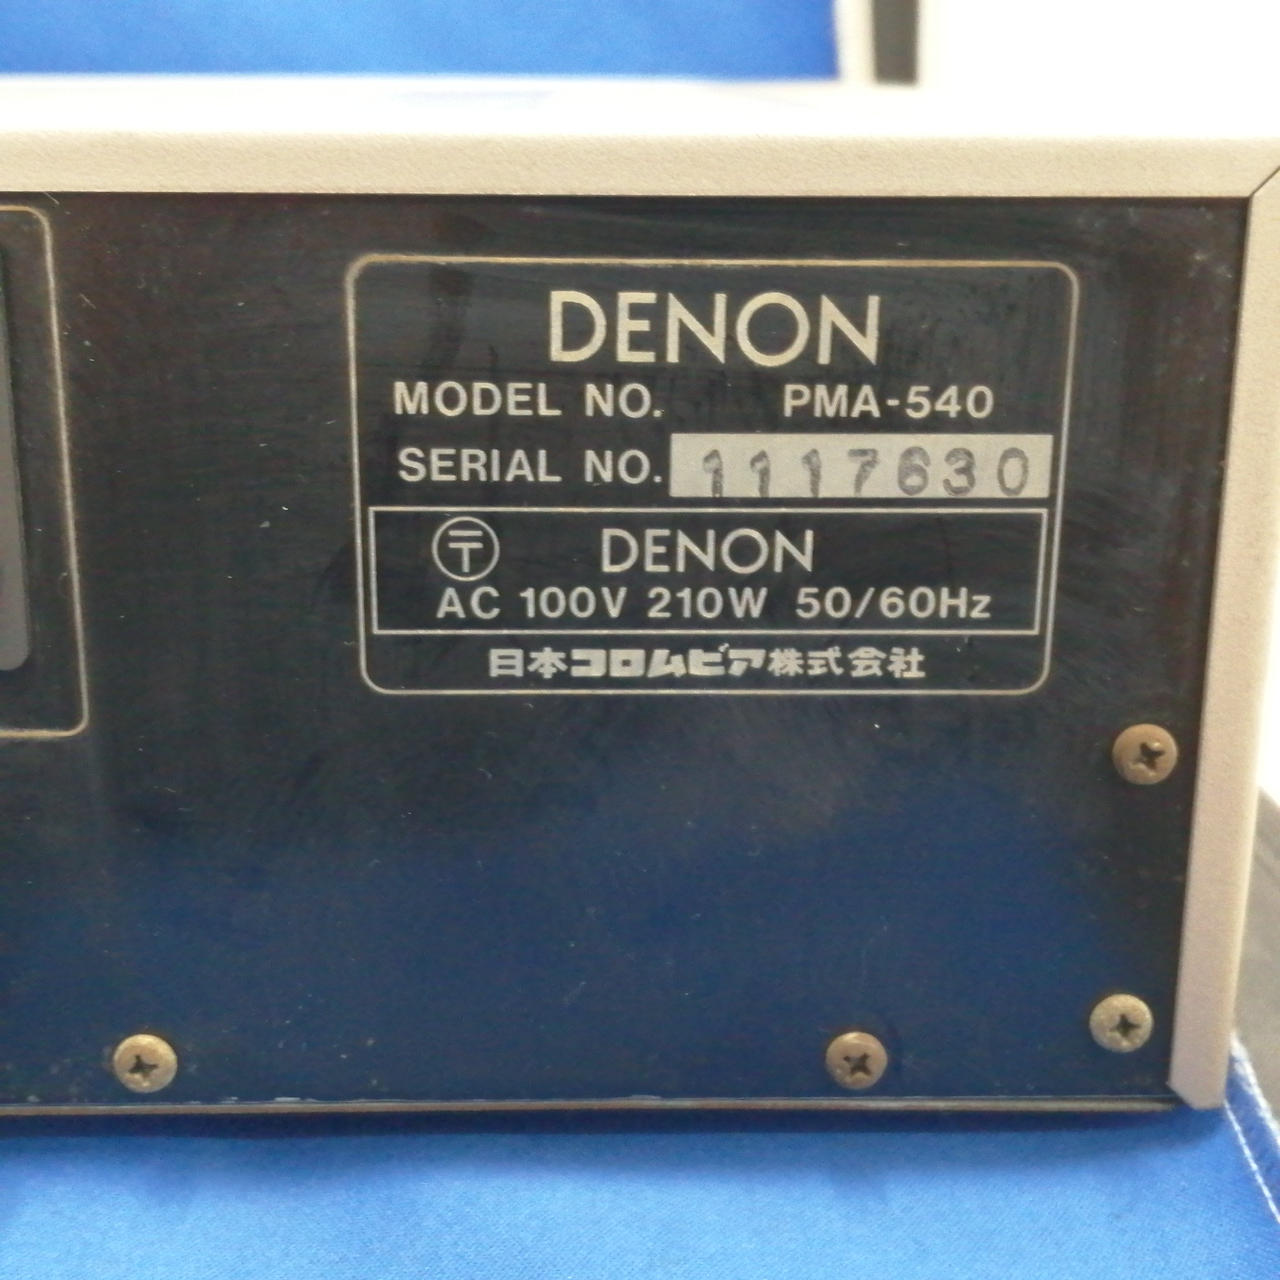 DENON
MODEL NO. PMA-540
SERIAL NO. 1117630
〒 DENON
AC 100V 210W 50/60Hz
日本コロムビア株式会社